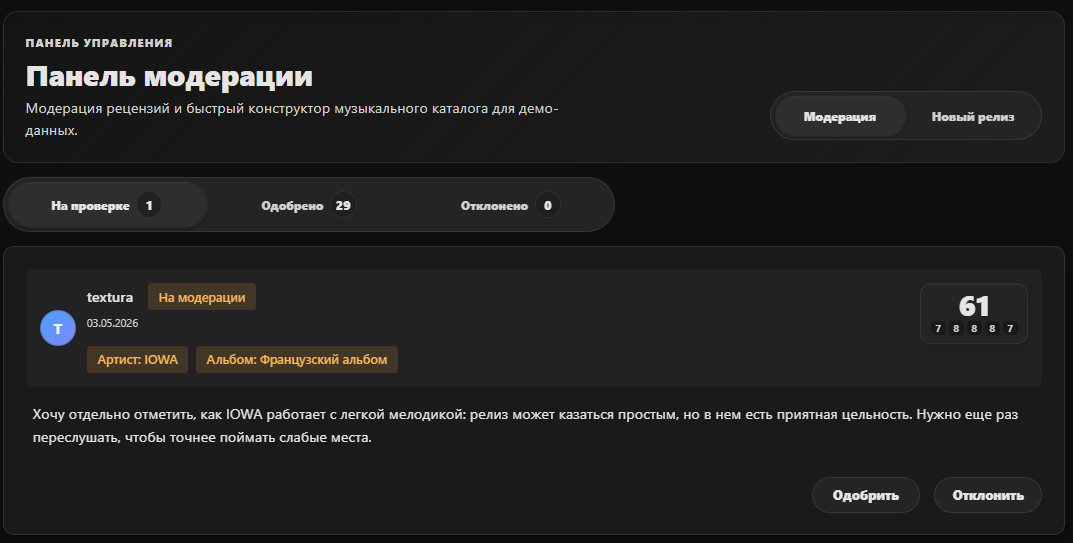 ПАНЕЛЬ УПРАВЛЕНИЯ
Панель модерации
Модерация рецензий и быстрый конструктор музыкального каталога для демо-
данных.
Модерация Новый релиз
На проверке 1 Одобрено 29 Отклонено 0
textura На модерации
03.05.2026
T
Артист: IOWA Альбом: Французский альбом
61
7 8 8 8 7
Хочу отдельно отметить, как IOWA работает с легкой мелодикой: релиз может казаться простым, но в нем есть приятная цельность. Нужно еще раз
переслушать, чтобы точнее поймать слабые места.
Одобрить Отклонить